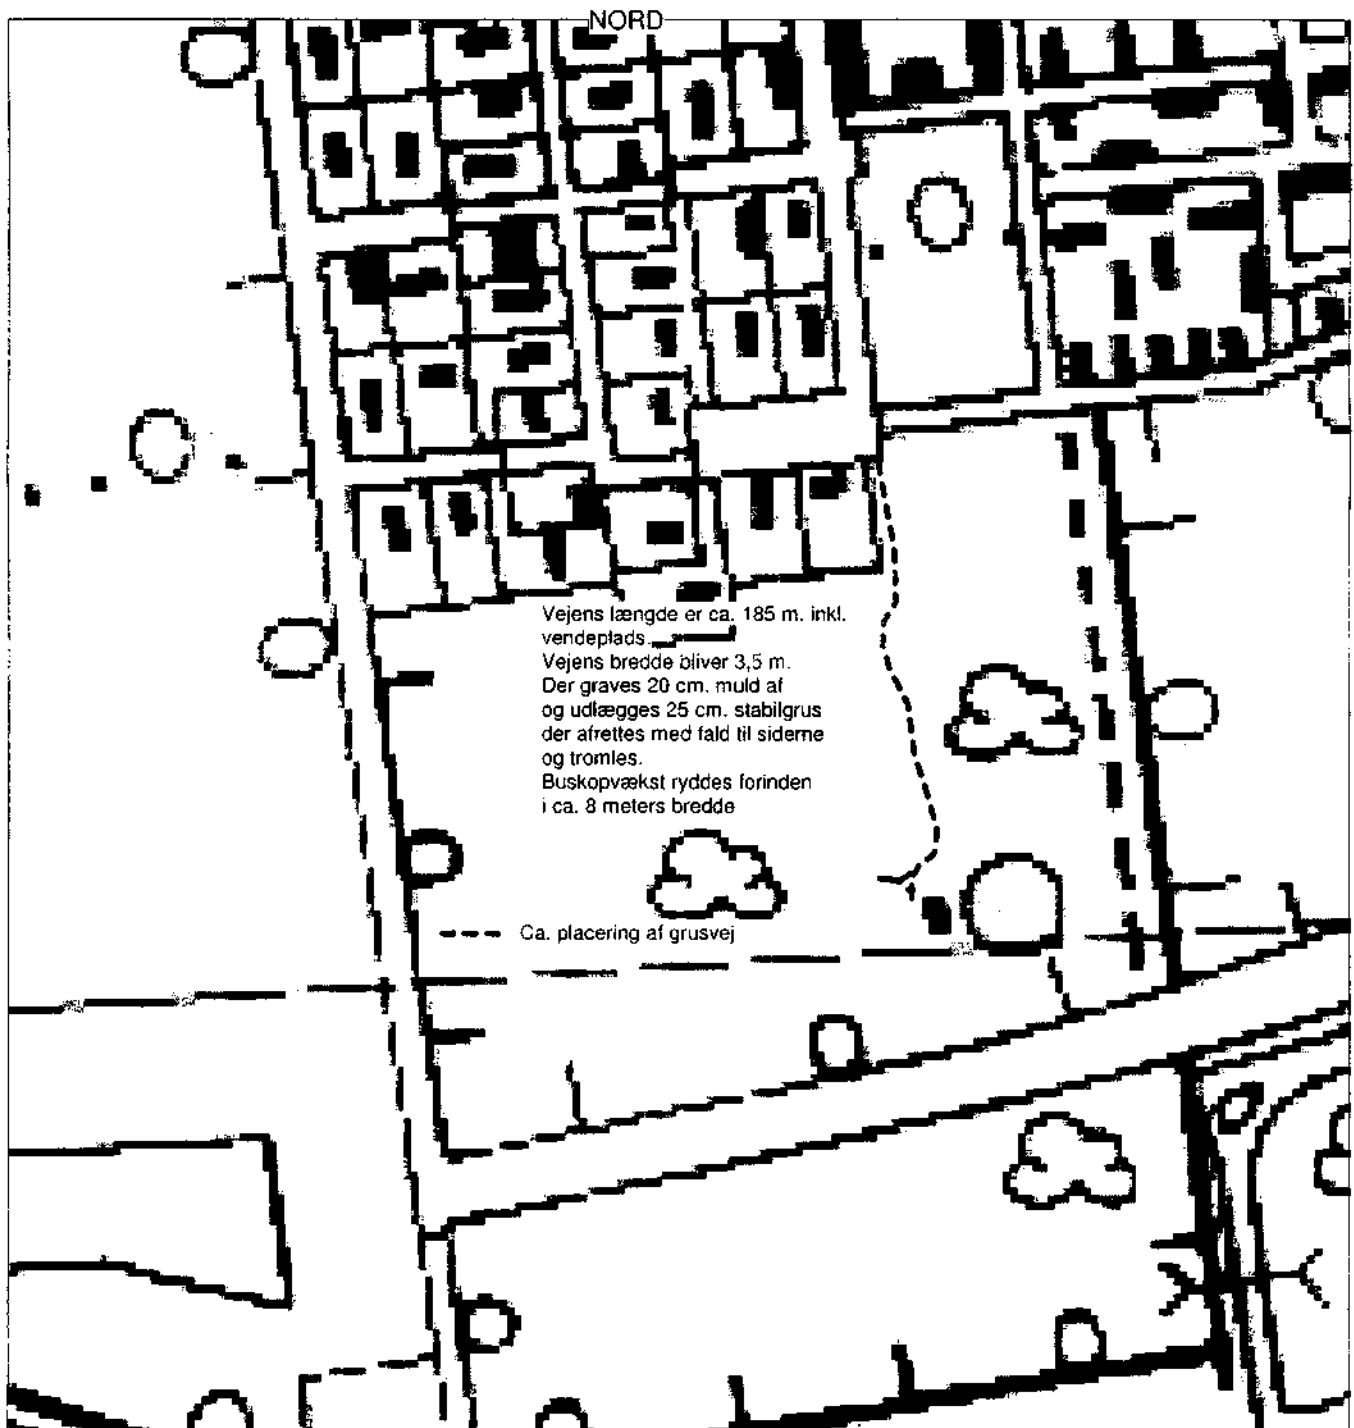 NORD
Vejens længde er ca. 185 m. inkl.
vendeplads.
Vejens bredde bliver 3,5 m.
Der graves 20 cm. muld af
og udlægges 25 cm. stabilgrus
der afrettes med fald til siderne
og tromles.
Buskopvækst ryddes forinden
i ca. 8 meters bredde
Ca. placering af grusvej